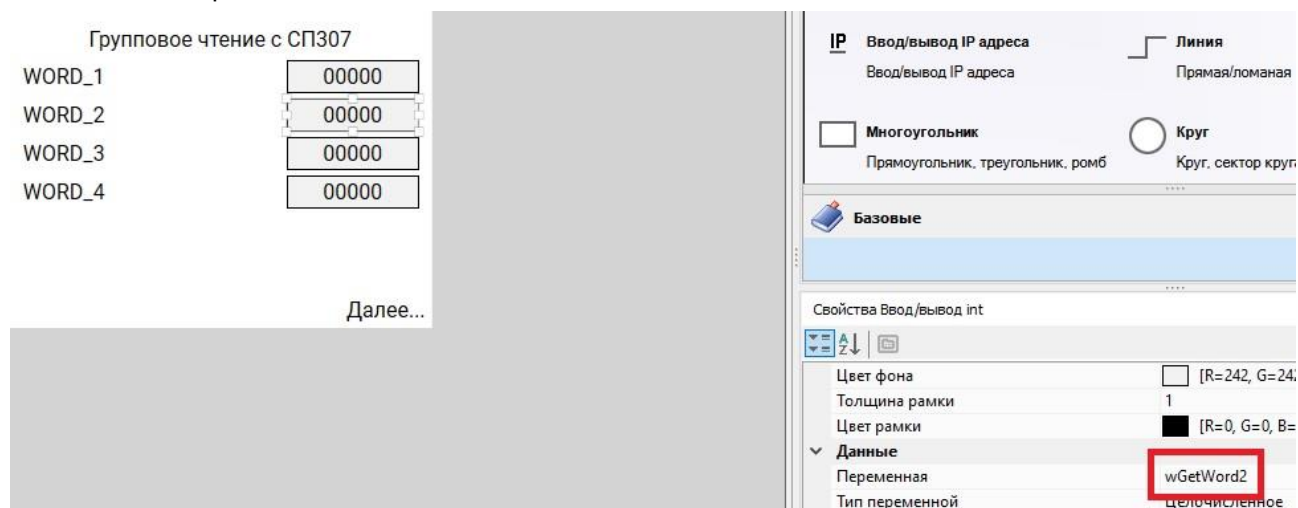 Групповое чтение с СП307
WORD_1 00000
WORD_2 00000
WORD_3 00000
WORD_4 00000
Далее...
IP Ввод/вывод IP адреса
Ввод/вывод IP адреса
Линия
Прямая/ломаная
Многоугольник
Прямоугольник, треугольник, ромб
Круг
Круг, сектор круга
Базовые
Свойства Ввод/вывод int
Цвет фона [R=242, G=242
Толщина рамки 1
Цвет рамки [R=0, G=0, B=
Данные
Переменная wGetWord2
Тип переменной Целочисленное